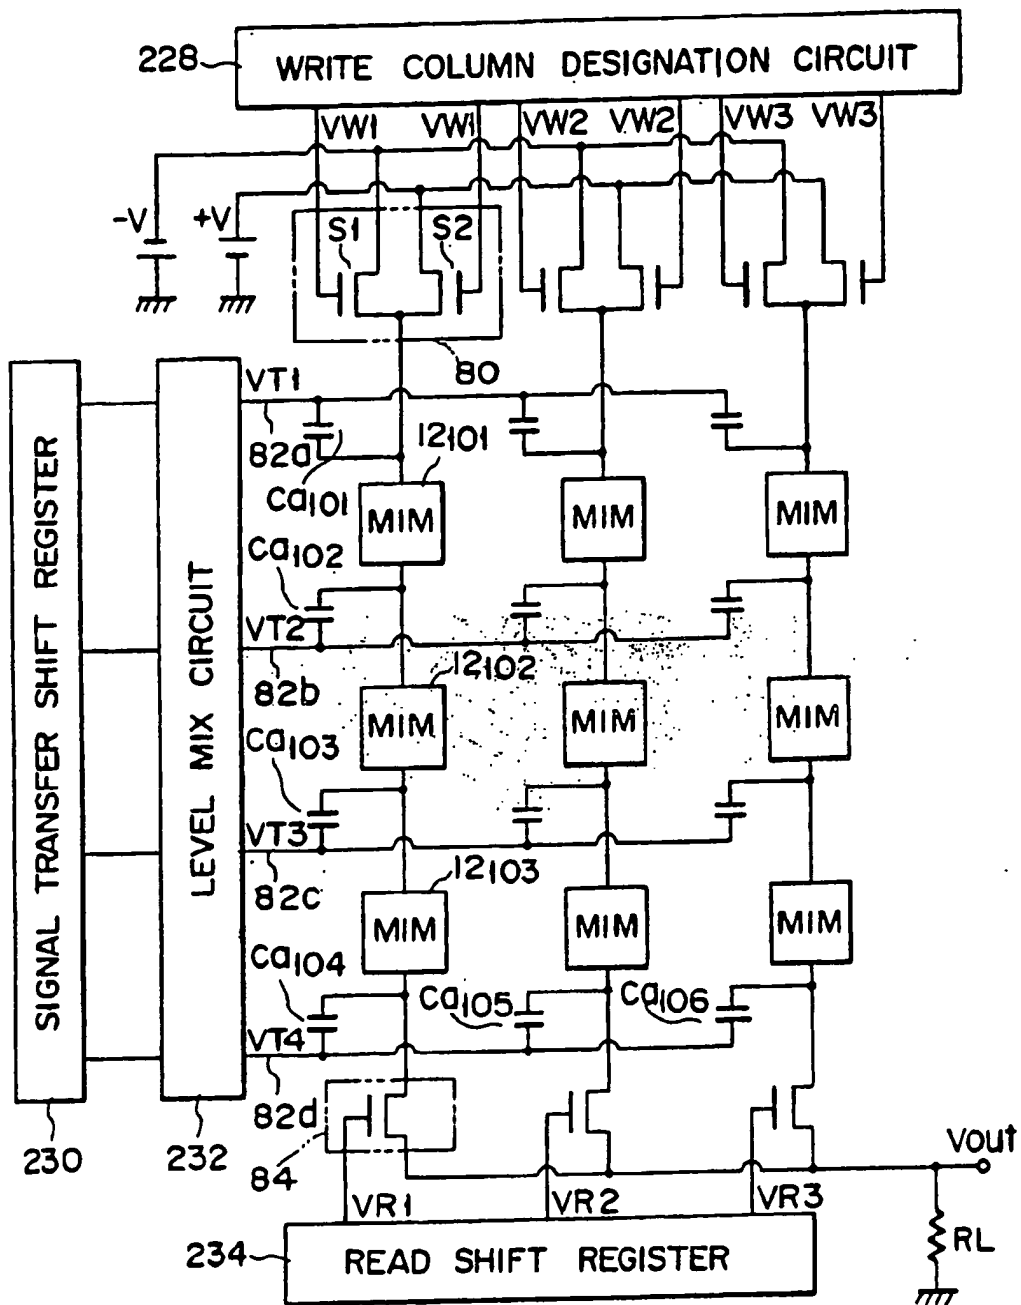 228
WRITE COLUMN DESIGNATION CIRCUIT
VW1 VW1 VW2 VW2 VW3 VW3
-V +V
S1 S2
80
VT1
82a
Ca101
12101
MIM MIM MIM
Ca102
VT2
82b
12102
MIM MIM MIM
Ca103
VT3
82c
12103
MIM MIM MIM
Ca104
Ca105
Ca106
VT4
82d
SIGNAL TRANSFER SHIFT REGISTER
LEVEL MIX CIRCUIT
230
232
84
VR1 VR2 VR3
Vout
234
READ SHIFT REGISTER
RL